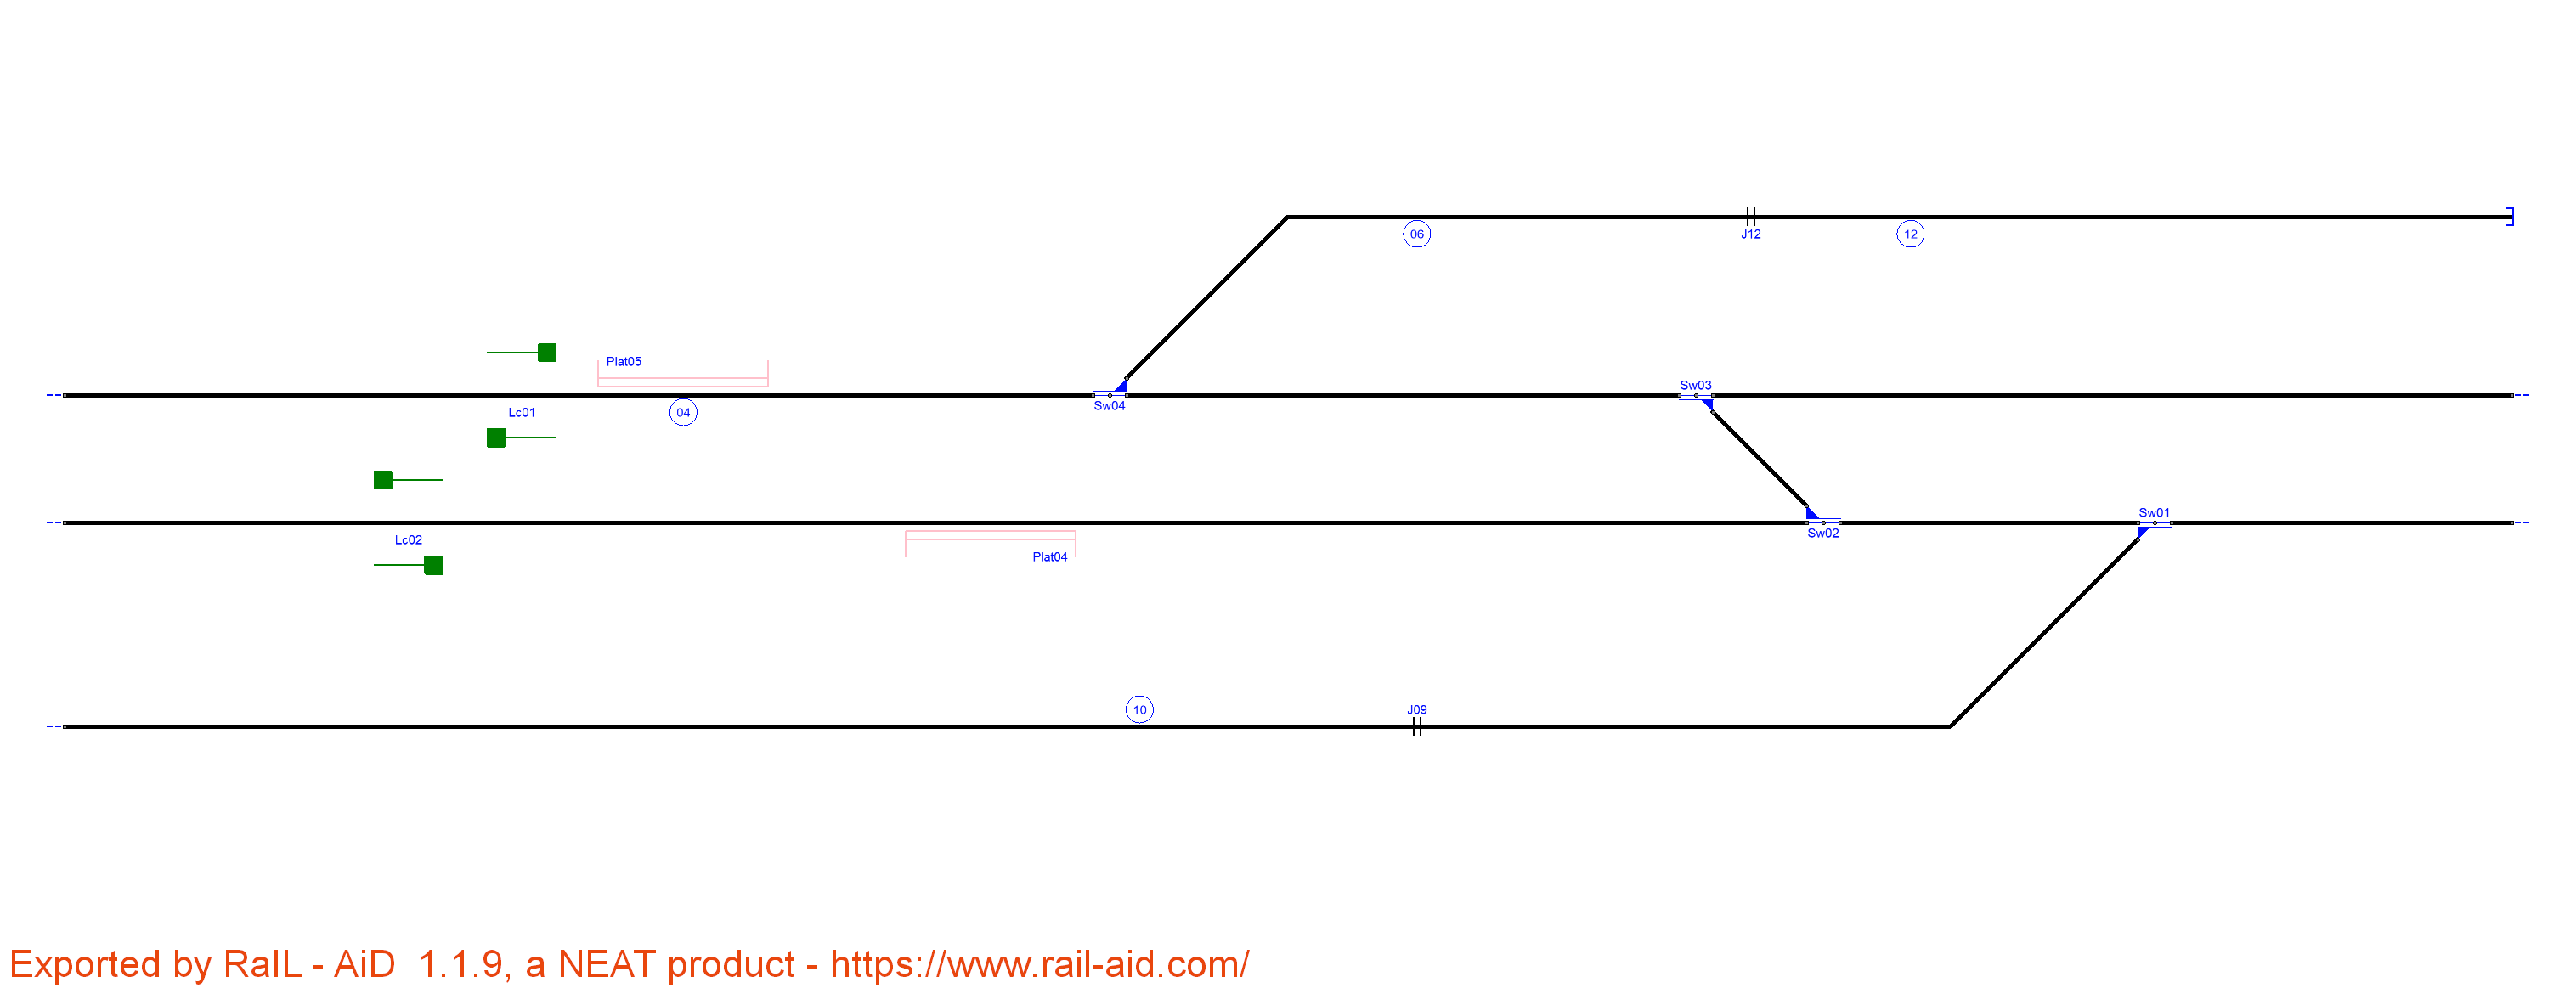 06
J12
12
Plat05
Sw03
Lc01
04
Sw04
Sw01
Lc02
Sw02
Plat04
10
J09
Exported by RaIL - AiD  1.1.9, a NEAT product - https://www.rail-aid.com/